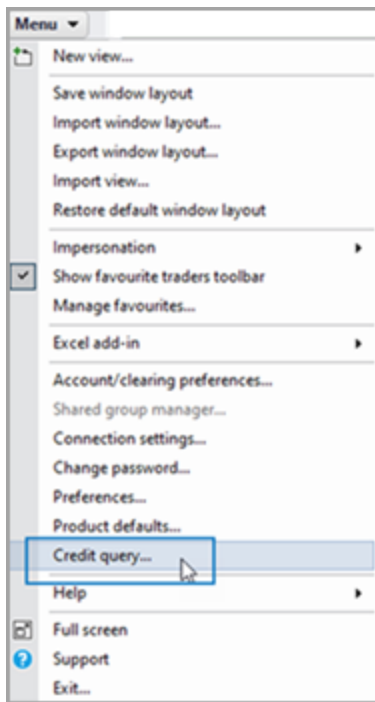 Menu
New view...
Save window layout
Import window layout...
Export window layout...
Import view...
Restore default window layout
Impersonation
Show favourite traders toolbar
Manage favourites...
Excel add-in
Account/clearing preferences...
Shared group manager...
Connection settings...
Change password...
Preferences...
Product defaults...
Credit query...
Help
Full screen
Support
Exit...